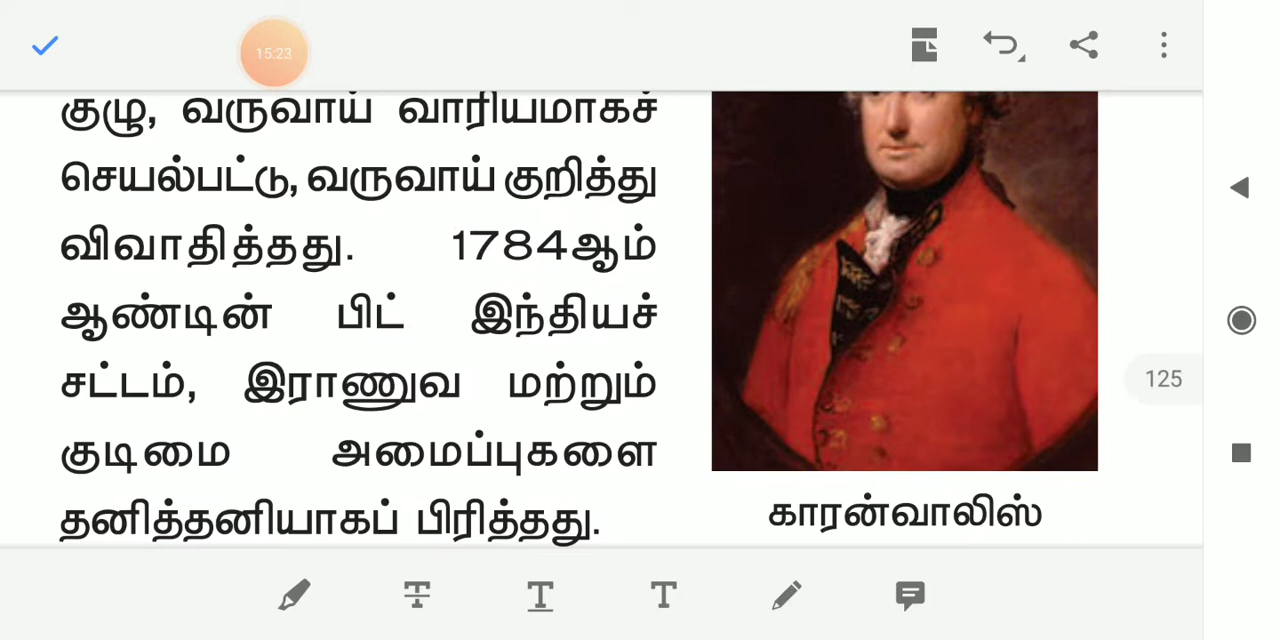 15:23
குழு, வருவாய் வாரியமாகச்
செயல்பட்டு, வருவாய் குறித்து
விவாதித்தது. 1784ஆம்
ஆண்டின் பிட் இந்தியச்
சட்டம், இராணுவ மற்றும்
குடிமை அமைப்புகளை
தனித்தனியாகப் பிரித்தது.
காரன்வாலிஸ்
125